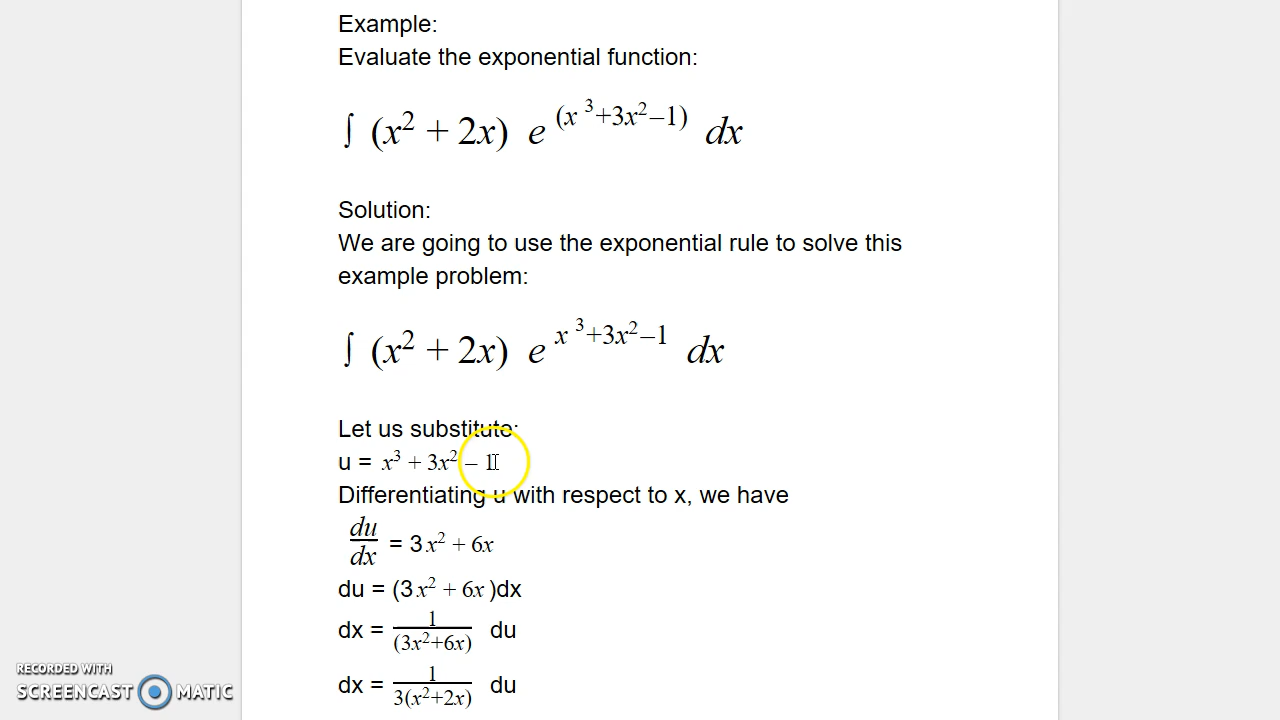 Example:
Evaluate the exponential function:
∫ (x² + 2x) e^(x³+3x²–1) dx
Solution:
We are going to use the exponential rule to solve this
example problem:
∫ (x² + 2x) e^x³+3x²–1 dx
Let us substitute:
u = x³ + 3x² – 1
Differentiating u with respect to x, we have
du/dx = 3x² + 6x
du = (3x² + 6x)dx
dx = 1/(3x²+6x) du
dx = 1/3(x²+2x) du
RECORDED WITH
SCREENCAST MATIC